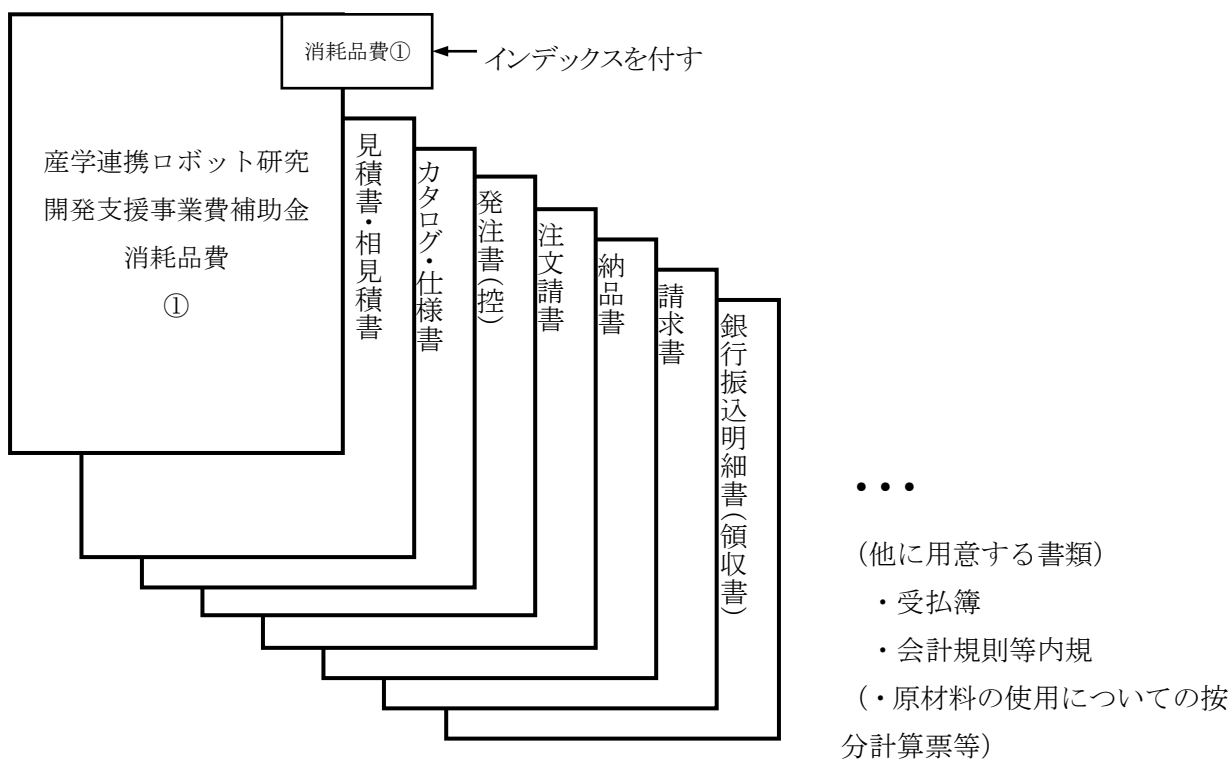 消耗品費①
インデックスを付す
産学連携ロボット研究
開発支援事業費補助金
消耗品費
①
見積書・相見積書
カタログ・仕様書
発注書(控)
注文請書
納品書
請求書
銀行振込明細書(領収書)
・・・
(他に用意する書類)
・受払簿
・会計規則等内規
(・原材料の使用についての按
分計算票等)